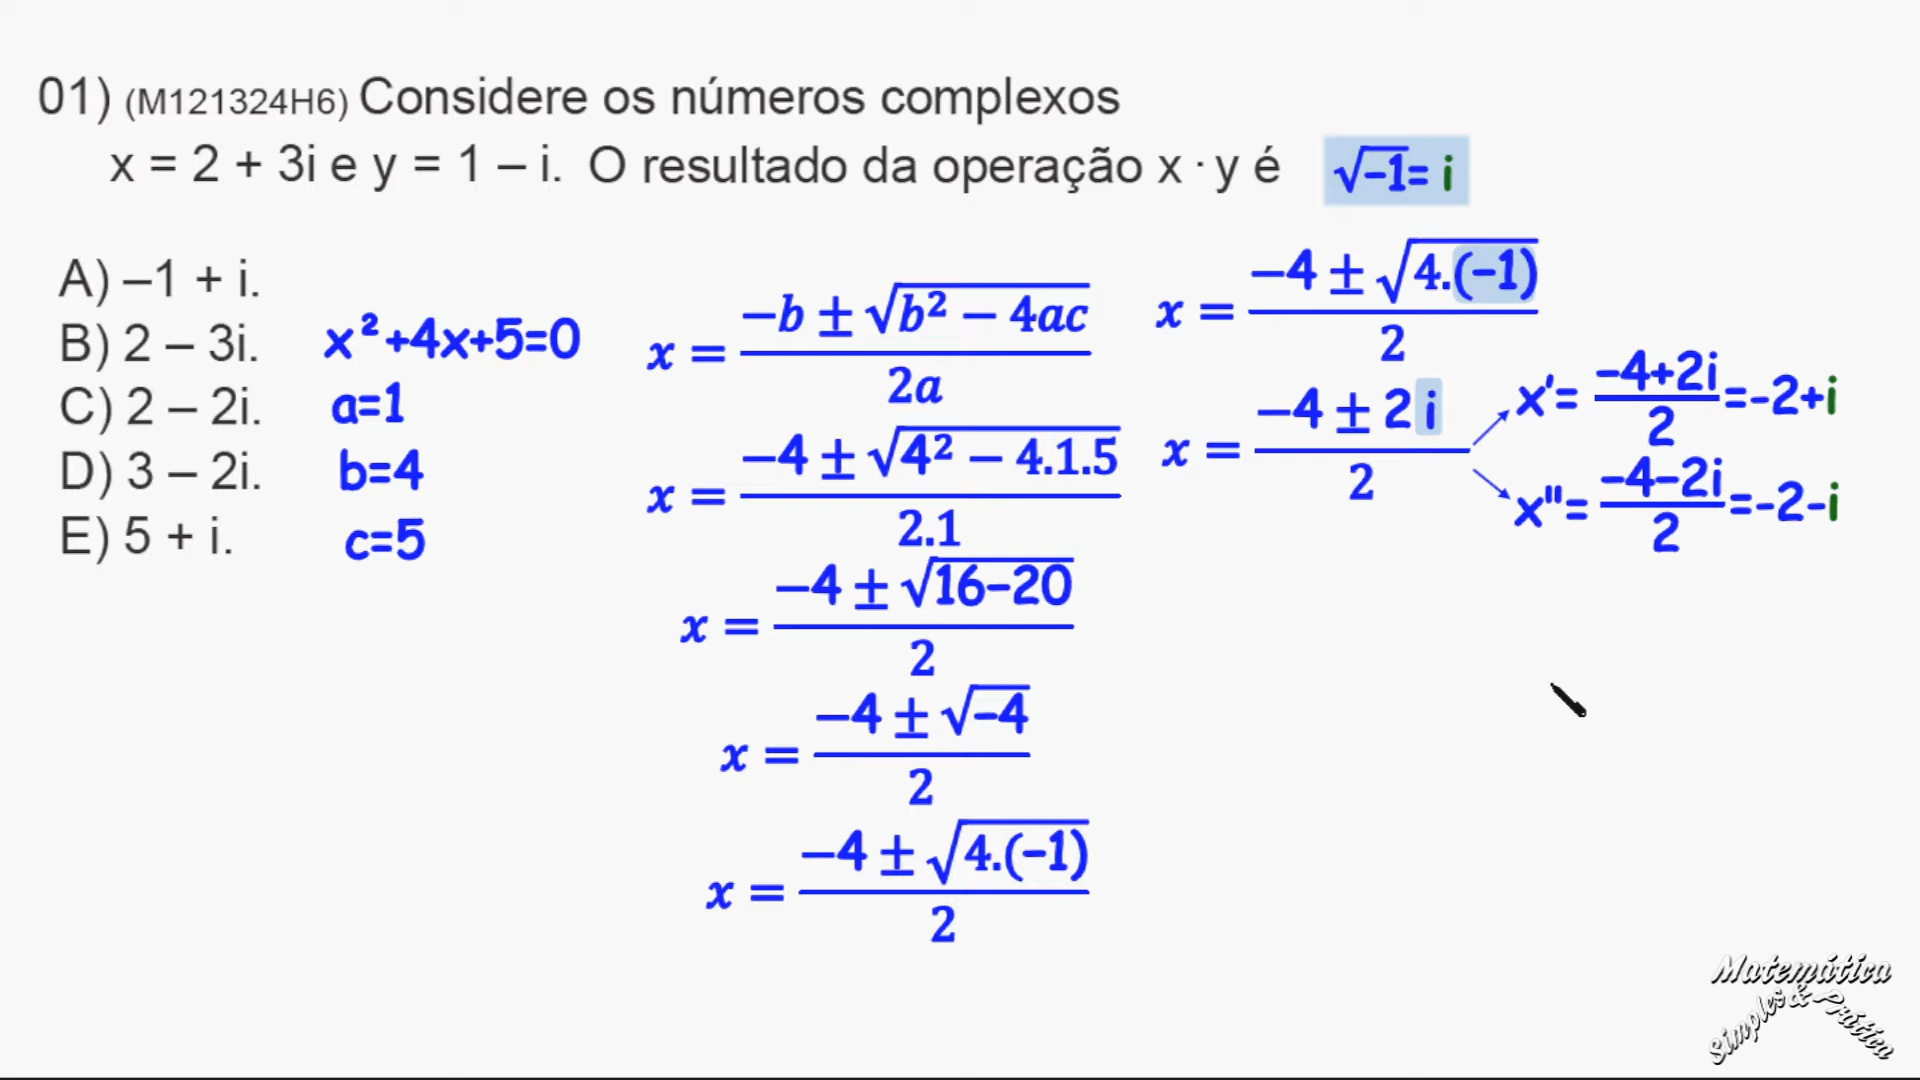 01) (M121324H6) Considere os números complexos
x = 2 + 3i e y = 1 – i. O resultado da operação x · y é
√−1= i
A) –1 + i.
B) 2 – 3i.
C) 2 – 2i.
D) 3 – 2i.
E) 5 + i.
x²+4x+5=0
a=1
b=4
c=5
x = (−b ± √(b² − 4ac))/(2a)
x = (−4 ± √(4² − 4.1.5))/(2.1)
x = (−4 ± √(16−20))/2
x = (−4 ± √(−4))/2
x = (−4 ± √(4.(−1)))/2
x = (−4 ± √(4.(−1)))/2
x = (−4 ± 2 i)/2
x'= (−4+2i)/2 =-2+i
x"= (−4−2i)/2 =-2-i
Matemática
Simples & Prática